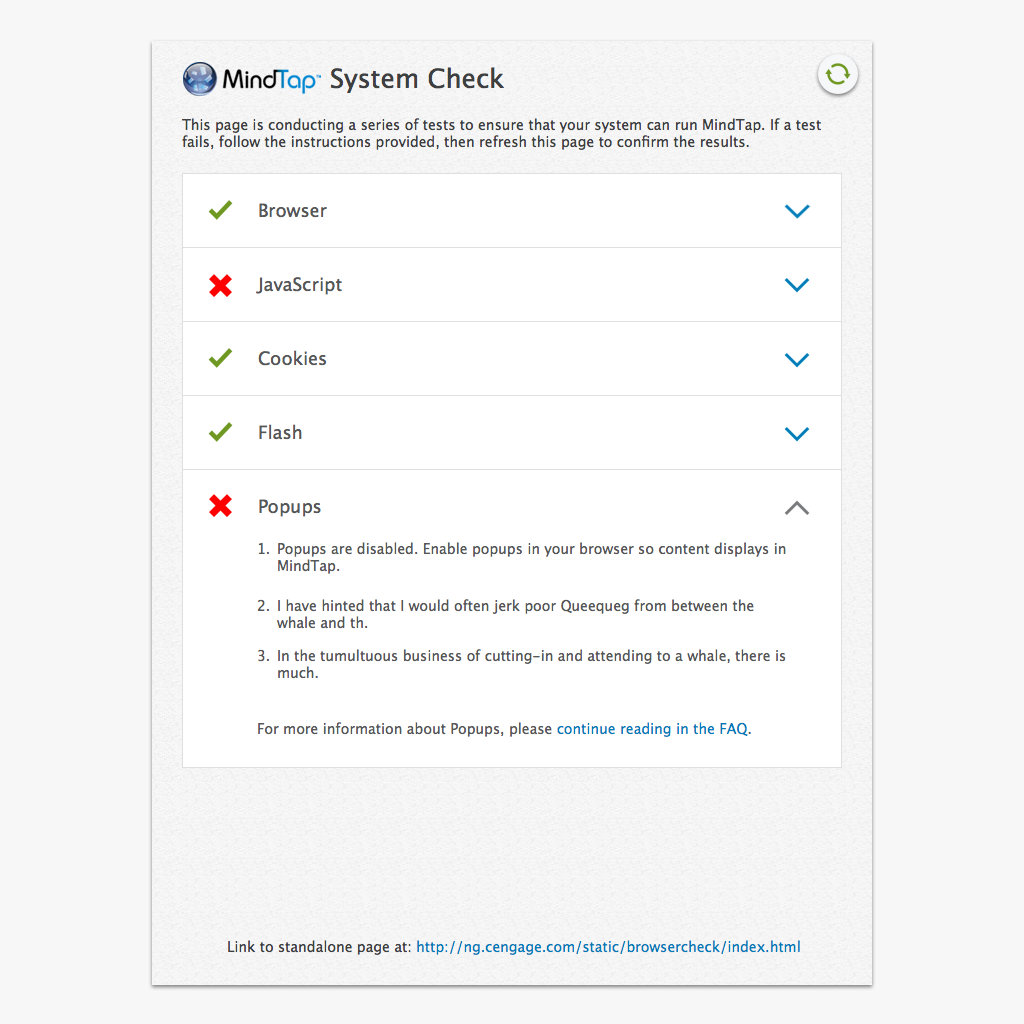 MindTap™ System Check
This page is conducting a series of tests to ensure that your system can run MindTap. If a test
fails, follow the instructions provided, then refresh this page to confirm the results.
Browser
JavaScript
Cookies
Flash
Popups
1. Popups are disabled. Enable popups in your browser so content displays in
MindTap.
2. I have hinted that I would often jerk poor Queequeg from between the
whale and th.
3. In the tumultuous business of cutting-in and attending to a whale, there is
much.
For more information about Popups, please continue reading in the FAQ.
Link to standalone page at: http://ng.cengage.com/static/browsercheck/index.html